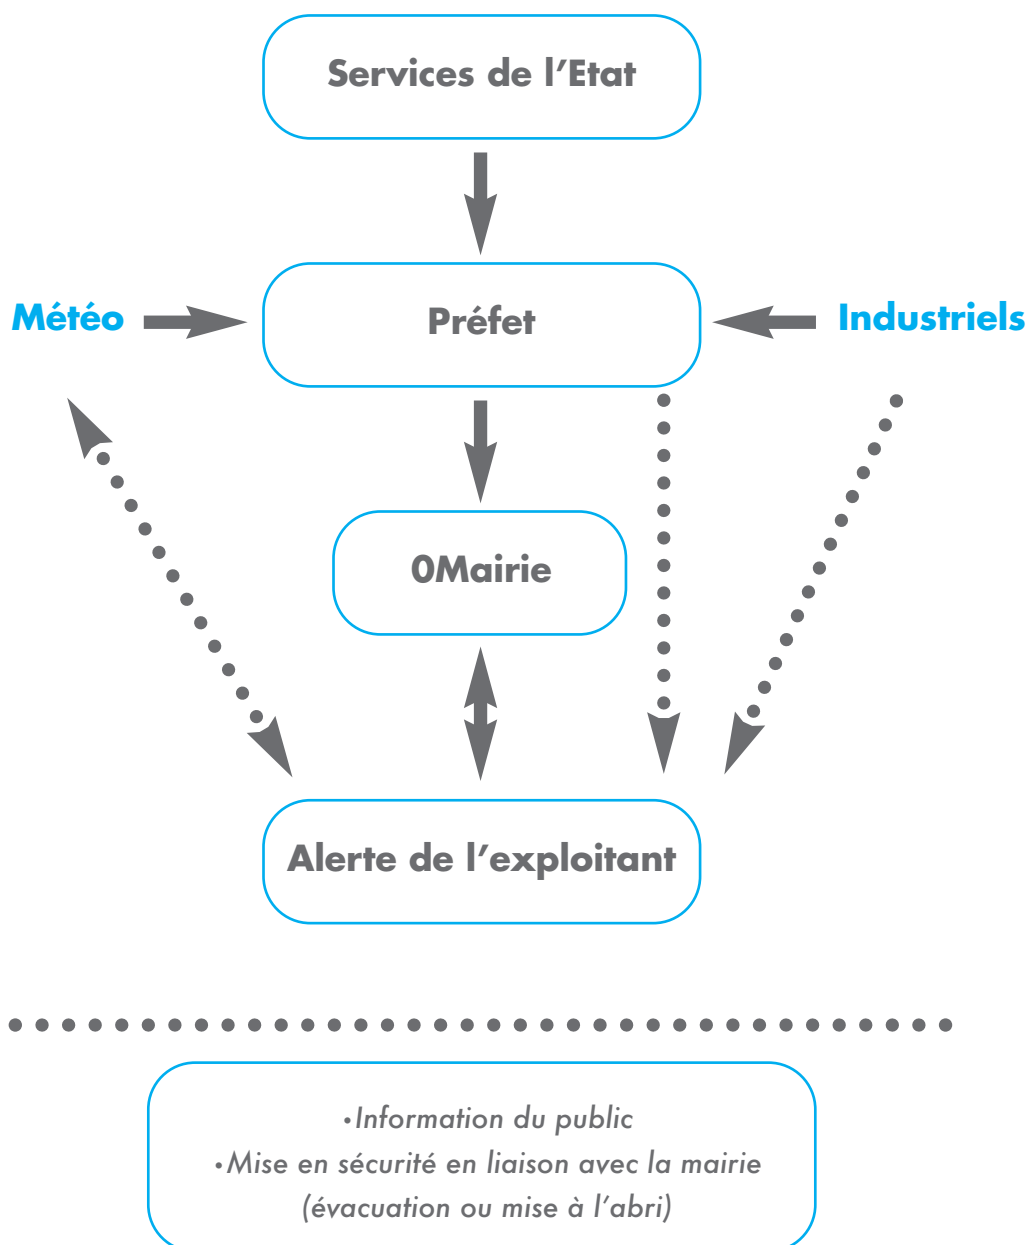 Services de l’Etat
Météo
Préfet
Industriels
0Mairie
Alerte de l’exploitant
•Information du public
•Mise en sécurité en liaison avec la mairie
(évacuation ou mise à l’abri)